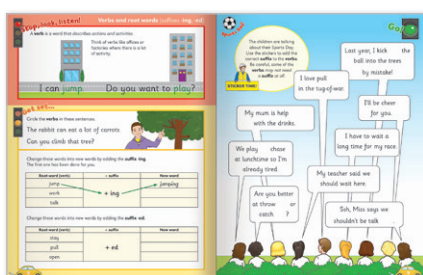 Stop, look, listen!
Verbs and root words (suffixes -ing, -ed)
A verb is a word that describes actions and activities.
Think of verbs like offices or
factories where there is a lot
of activity.
I can jump.
Do you want to play?
Get set...
Circle the verbs in these sentences.
The rabbit can eat a lot of carrots.
Can you climb that tree?
Change these words into new words by adding the suffix -ing.
The first one has been done for you.
Root word (verb)
+ suffix
New word
jump
work
talk
+ ing
jumping
Change these words into new words by adding the suffix -ed.
Root word (verb)
+ suffix
New word
stay
pull
open
+ ed
Go!
The children are talking
about their Sports Day.
Use the stickers to add the
correct suffix to the verbs.
Be careful, some of the
verbs may not need
a suffix at all!
STICKER TIME!
Last year, I kick the
ball into the trees
by mistake!
I love pull
in the tug-of-war.
I'll be cheer
for you.
My mum is help
with the drinks.
I have to wait a
long time for my race.
We play chase
at lunchtime so I'm
already tired.
My teacher said we
should wait here.
Are you better
at throw or
catch ?
Ssh, Miss says we
shouldn't be talk